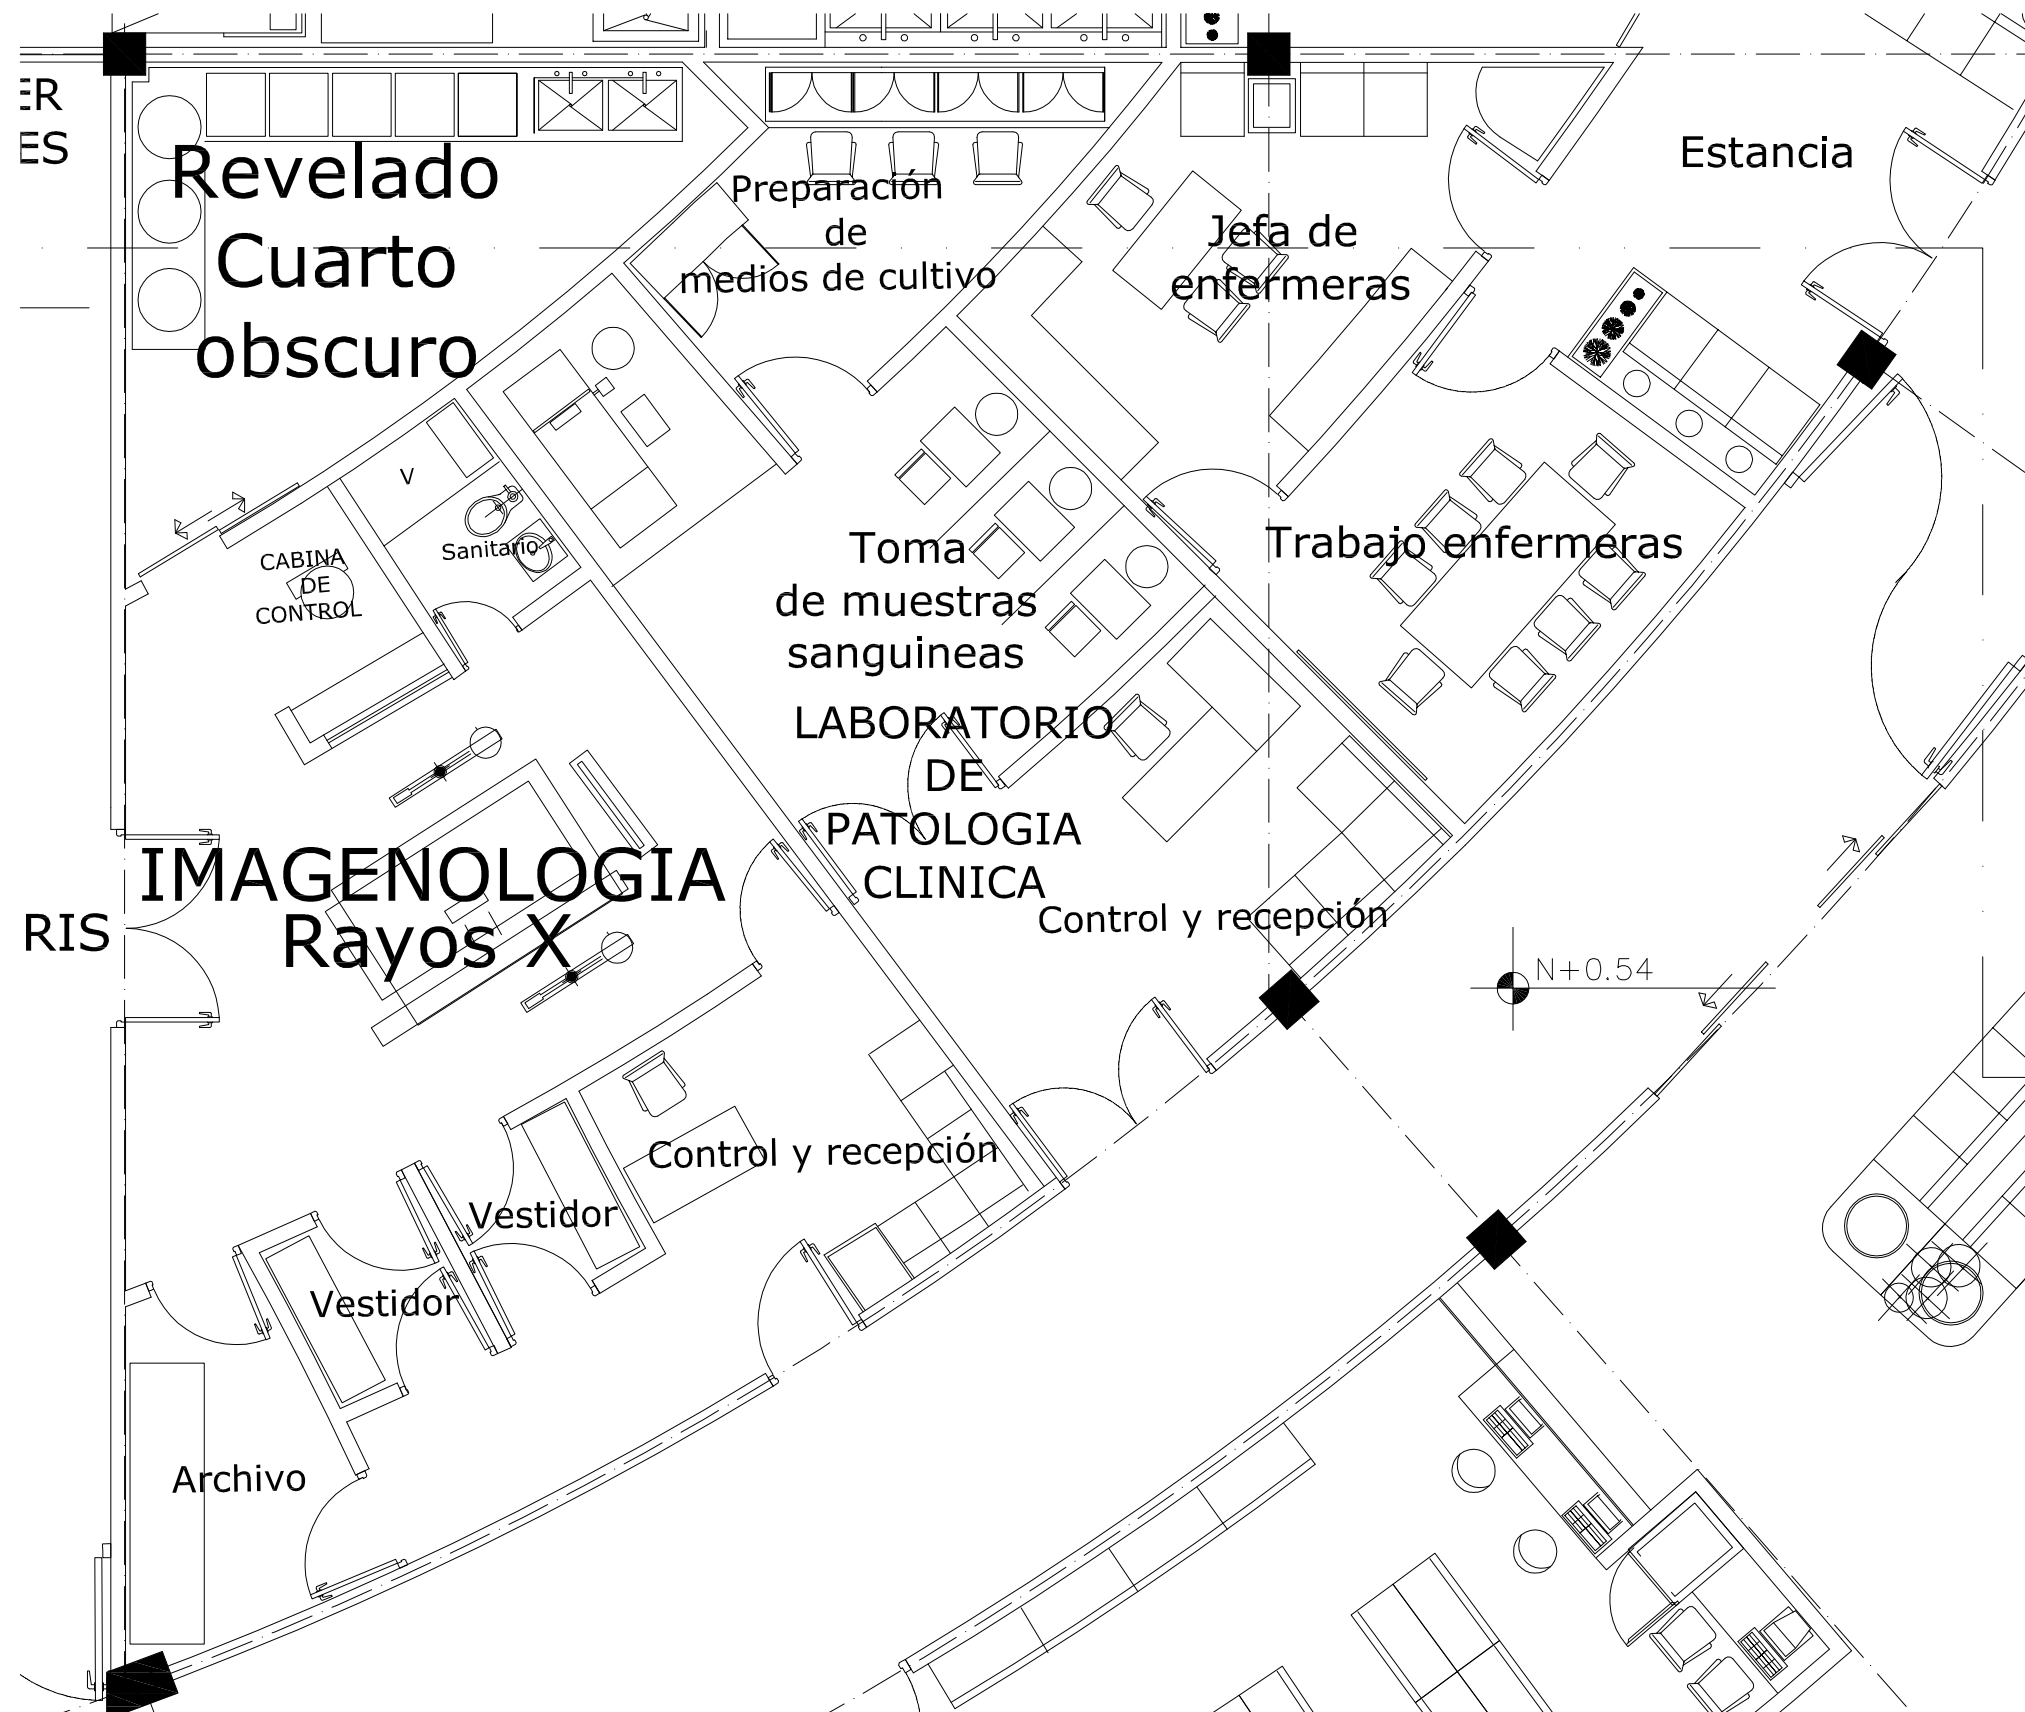 ER
ES
Revelado
Cuarto
obscuro
Preparación
de
medios de cultivo
Jefa de
enfermeras
Estancia
V
Sanitario
CABINA
DE
CONTROL
Toma
de muestras
sanguineas
Trabajo enfermeras
LABORATORIO
DE
PATOLOGIA
CLINICA
IMAGENOLOGIA
Rayos X
RIS
Control y recepción
N+0.54
Control y recepción
Vestidor
Vestidor
Archivo